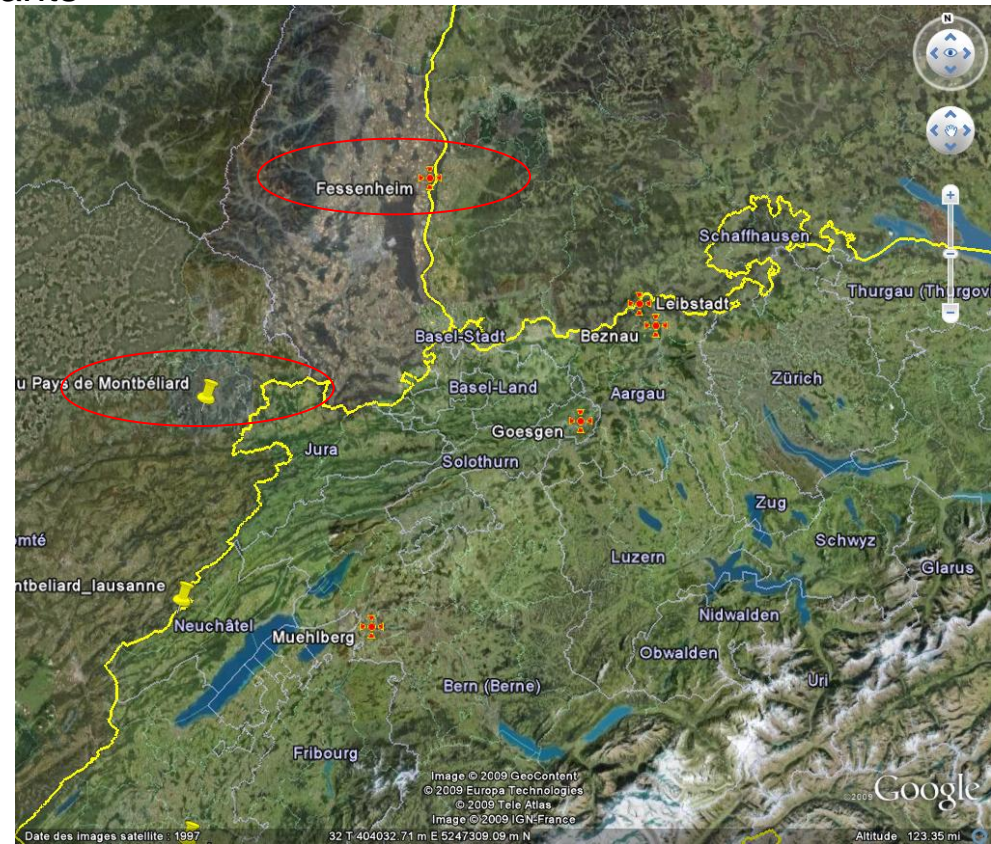 N
Fessenheim
Schaffhausen
Leibstadt
Thurgau (Thurgovi
Basel-Stadt
Beznau
u Pays de Montbéliard
Basel-Land
Zürich
Aargau
Goesgen
Jura
Solothurn
Zug
omté
Schwyz
Luzern
Glarus
ntbeliard_lausanne
Nidwalden
Neuchâtel
Muehlberg
Obwalden
Uri
Bern (Berne)
Fribourg
Image © 2009 GeoContent
© 2009 Europa Technologies
© 2009 Tele Atlas
Image © 2009 IGN-France
©2009 Google
Date des images satellite : 1997 32 T 404032.71 m E 5247309.09 m N Altitude 123.35 mi